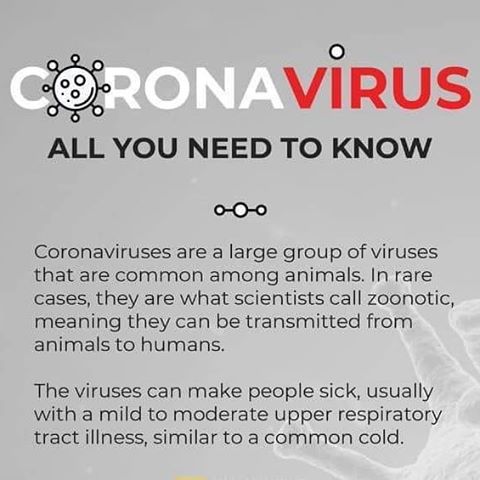 CORONAVIRUS
ALL YOU NEED TO KNOW
Coronaviruses are a large group of viruses
that are common among animals. In rare
cases, they are what scientists call zoonotic,
meaning they can be transmitted from
animals to humans.
The viruses can make people sick, usually
with a mild to moderate upper respiratory
tract illness, similar to a common cold.